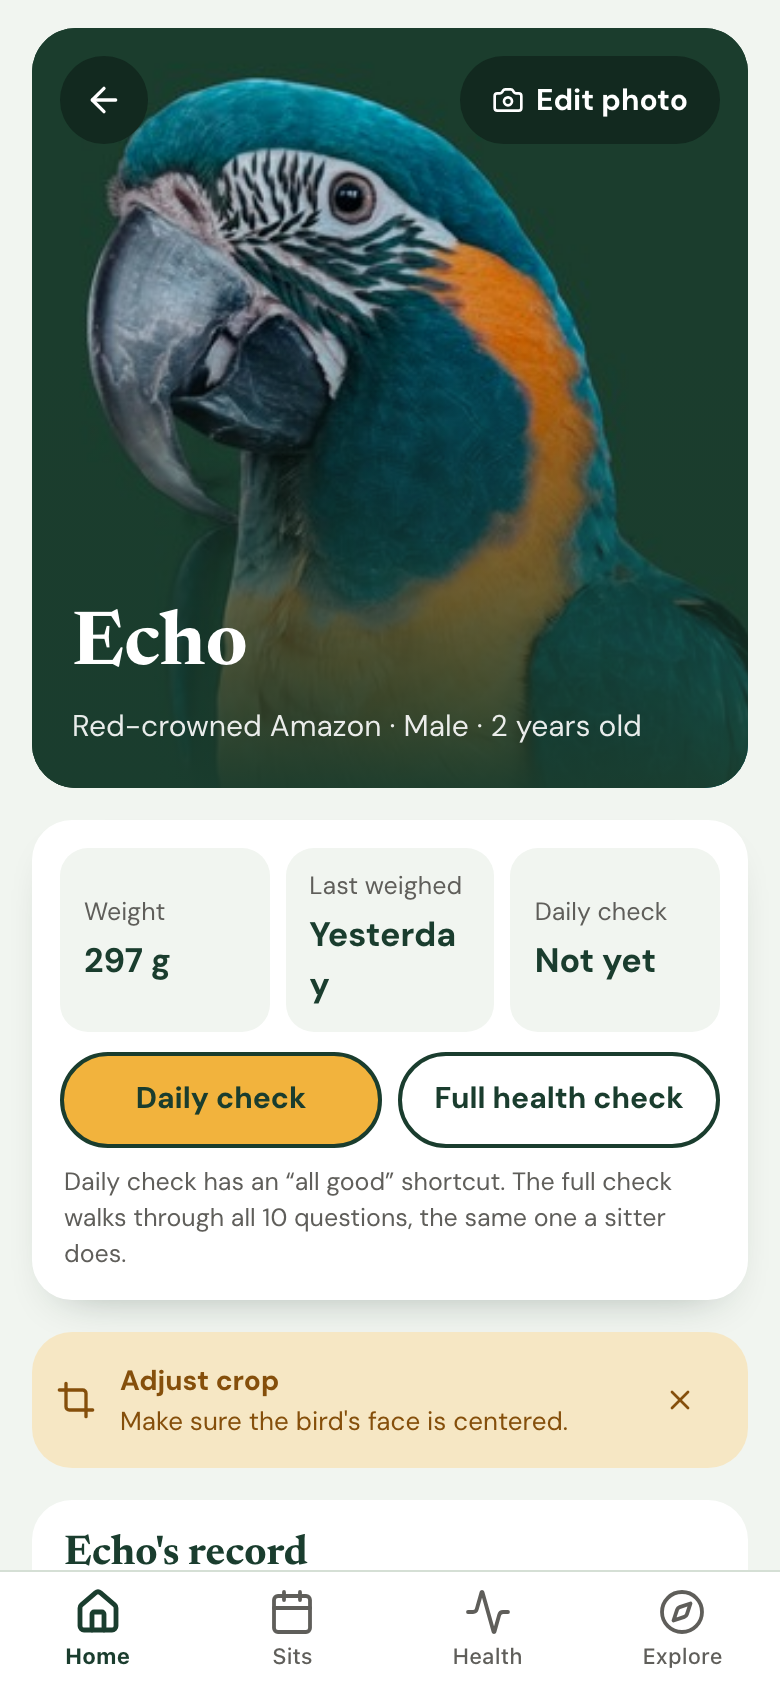 Edit photo
Echo
Red-crowned Amazon · Male · 2 years old
Weight
297 g
Last weighed
Yesterda
y
Daily check
Not yet
Daily check
Full health check
Daily check has an “all good” shortcut. The full check
walks through all 10 questions, the same one a sitter
does.
Adjust crop
Make sure the bird's face is centered.
Echo's record
Home
Sits
Health
Explore